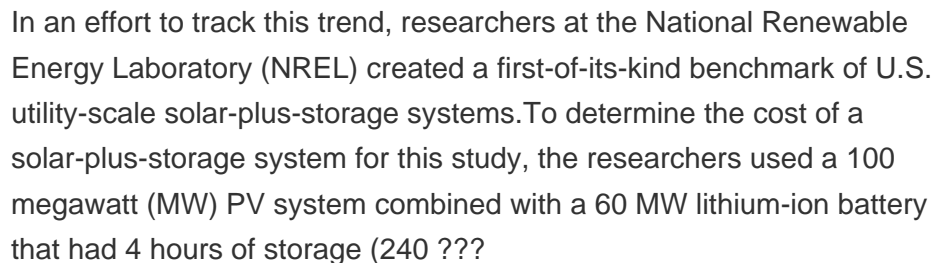 In an effort to track this trend, researchers at the National Renewable
Energy Laboratory (NREL) created a first-of-its-kind benchmark of U.S.
utility-scale solar-plus-storage systems.To determine the cost of a
solar-plus-storage system for this study, the researchers used a 100
megawatt (MW) PV system combined with a 60 MW lithium-ion battery
that had 4 hours of storage (240 ???